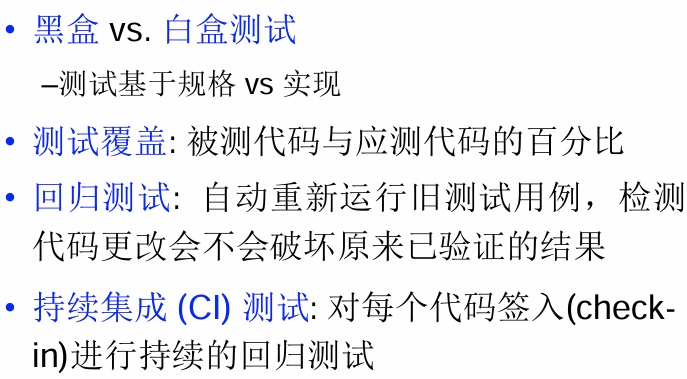 • 黑盒 vs. 白盒测试
–测试基于规格 vs 实现
• 测试覆盖: 被测代码与应测代码的百分比
• 回归测试: 自动重新运行旧测试用例，检测
代码更改会不会破坏原来已验证的结果
• 持续集成 (CI) 测试: 对每个代码签入(check-
in)进行持续的回归测试